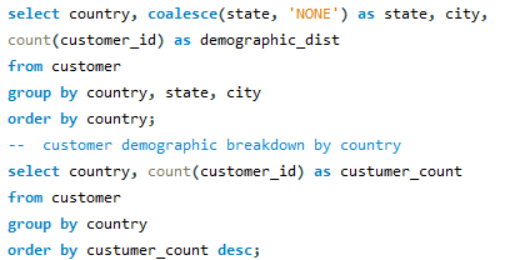 select country, coalesce(state, 'NONE') as state, city,
count(customer_id) as demographic_dist
from customer
group by country, state, city
order by country;
--  customer demographic breakdown by country
select country, count(customer_id) as custumer_count
from customer
group by country
order by custumer_count desc;